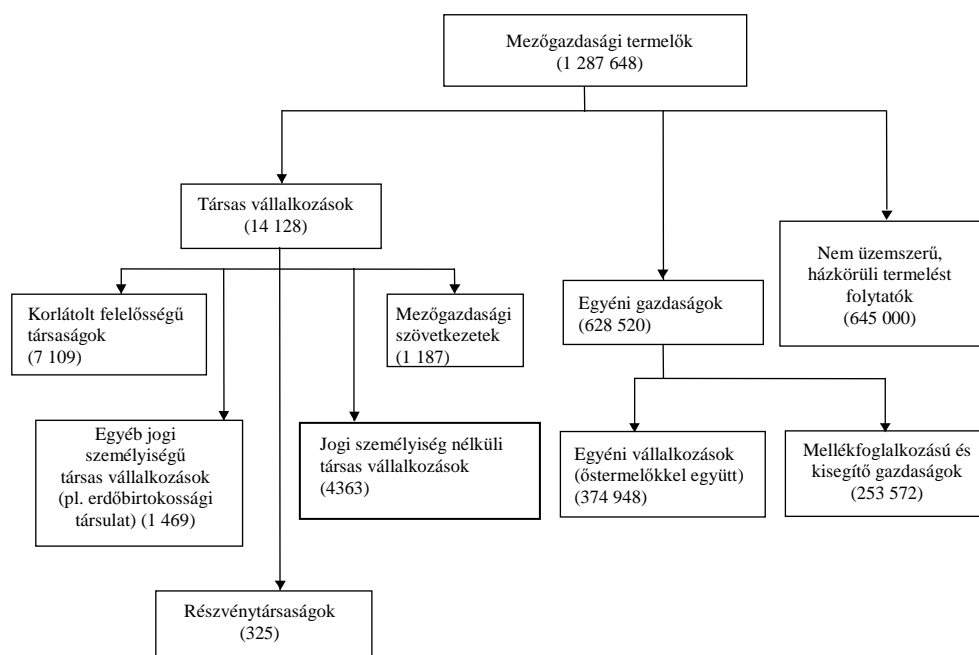 Mezőgazdasági termelők
(1 287 648)
Társas vállalkozások
(14 128)
Nem üzemszerű,
házkörüli termelést
folytatók
(645 000)
Egyéni gazdaságok
(628 520)
Korlátolt felelősségű
társaságok
(7 109)
Mezőgazdasági
szövetkezetek
(1 187)
Egyéb jogi
személyiségű
társas vállalkozások
(pl. erdőbirtokossági
társulat) (1 469)
Jogi személyiség nélküli
társas vállalkozások
(4363)
Egyéni vállalkozások
(őstermelőkkel együtt)
(374 948)
Mellékfoglalkozású és
kisegítő gazdaságok
(253 572)
Részvénytársaságok
(325)